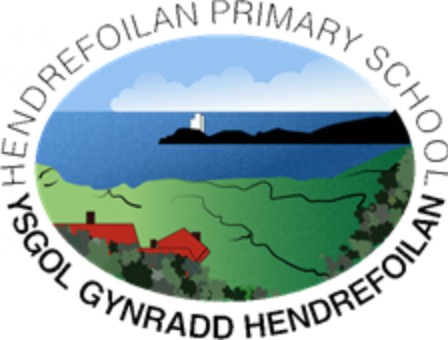 HENDREFOILAN PRIMARY SCHOOL
YSGOL GYNRADD HENDREFOILAN